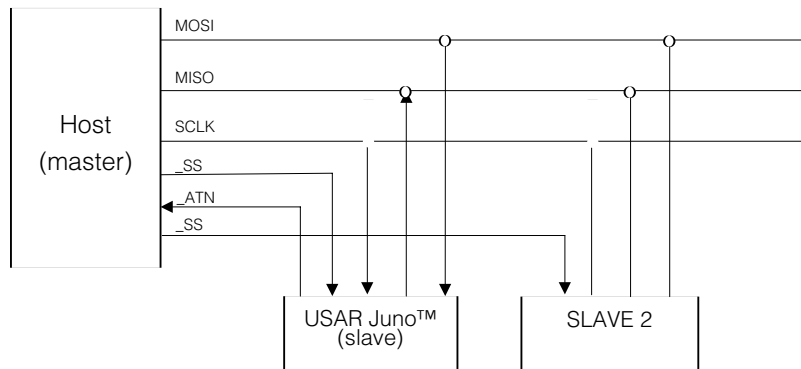 MOSI
MISO
Host
(master)
SCLK
_SS
_ATN
_SS
USAR Juno™
(slave)
SLAVE 2